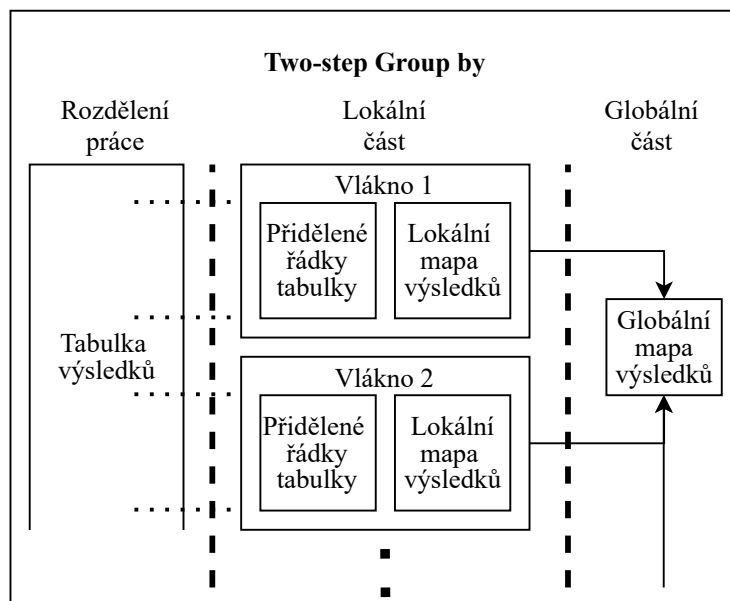 Two-step Group by
Rozdělení
práce
Lokální
část
Globální
část
Tabulka
výsledků
Vlákno 1
Přidělené
řádky
tabulky
Lokální
mapa
výsledků
Vlákno 2
Přidělené
řádky
tabulky
Lokální
mapa
výsledků
Globální
mapa
výsledků